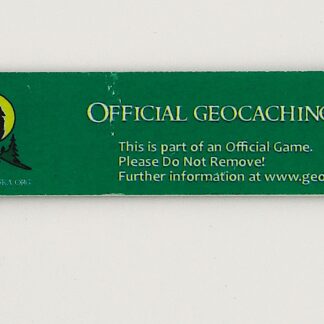 OFFICIAL GEOCACHING
This is part of an Official Game.
Please Do Not Remove!
Further information at www.geo